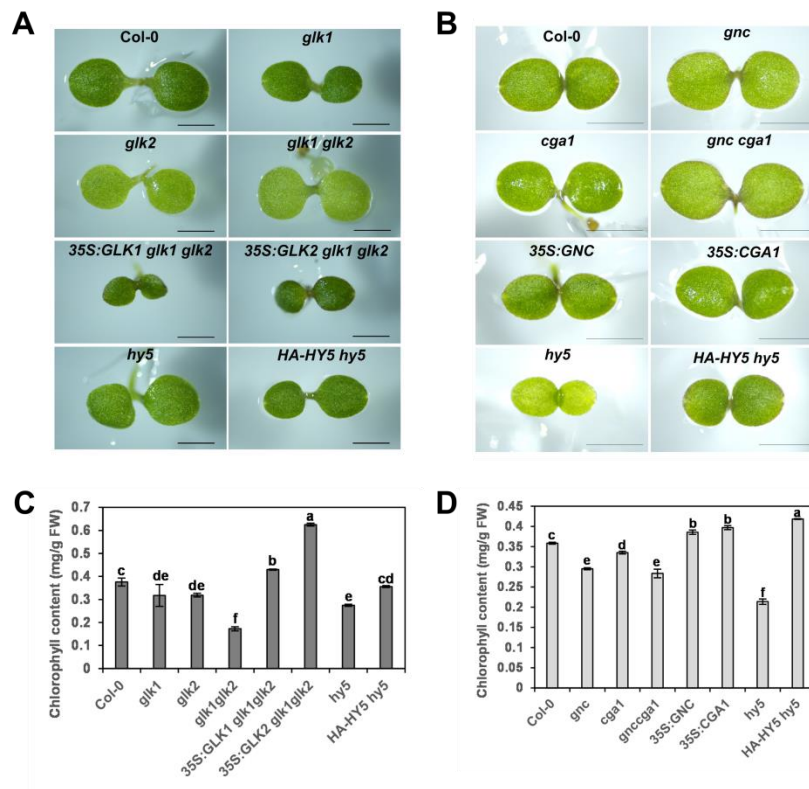 A
B
Col-0
glk1
glk2
glk1 glk2
35S:GLK1 glk1 glk2
35S:GLK2 glk1 glk2
hy5
HA-HY5 hy5
Col-0
gnc
cga1
gnc cga1
35S:GNC
35S:CGA1
hy5
HA-HY5 hy5
C
Chlorophyll content (mg/g FW)
0.7
0.6
0.5
0.4
0.3
0.2
0.1
0
c
de
de
f
b
a
e
cd
Col-0
glk1
glk2
glk1glk2
35S:GLK1 glk1glk2
35S:GLK2 glk1glk2
hy5
HA-HY5 hy5
D
Chlorophyll content (mg/g FW)
0.45
0.4
0.35
0.3
0.25
0.2
0.15
0.1
0.05
0
c
e
d
e
b
b
f
a
Col-0
gnc
cga1
gnccga1
35S:GNC
35S:CGA1
hy5
HA-HY5 hy5